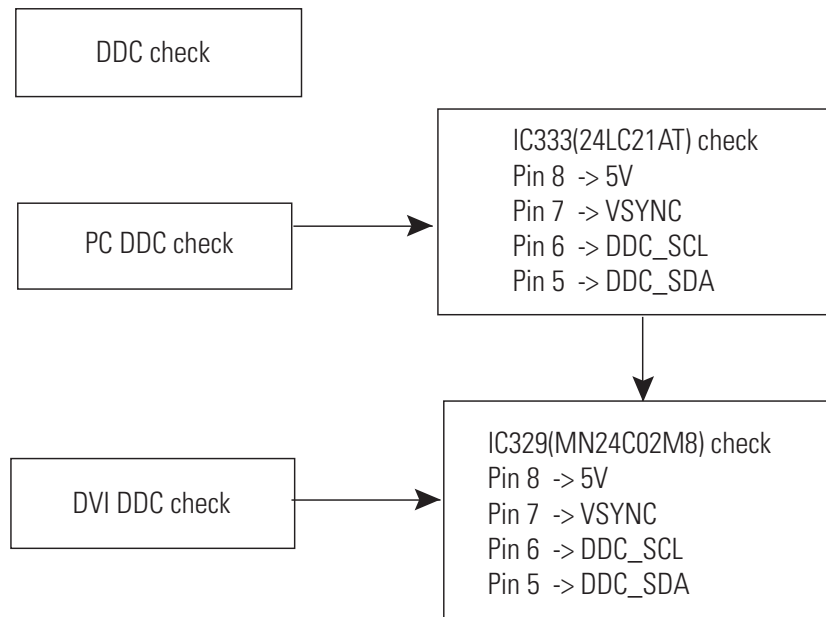 DDC check
IC333(24LC21AT) check
Pin 8 -> 5V
Pin 7 -> VSYNC
Pin 6 -> DDC_SCL
Pin 5 -> DDC_SDA
PC DDC check
IC329(MN24C02M8) check
Pin 8 -> 5V
Pin 7 -> VSYNC
Pin 6 -> DDC_SCL
Pin 5 -> DDC_SDA
DVI DDC check